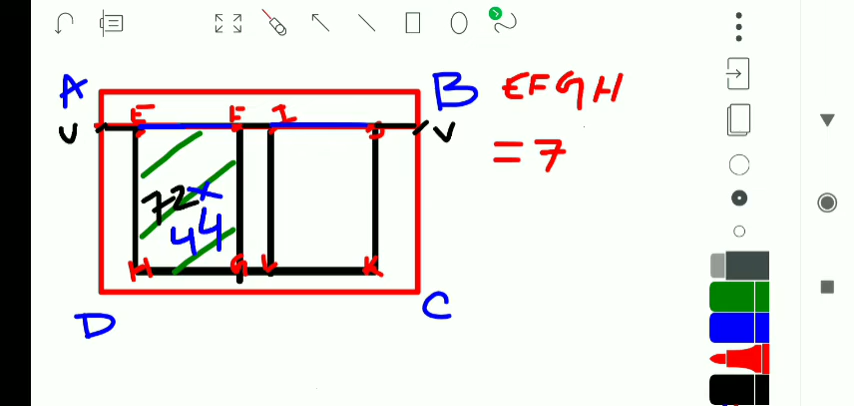 A B EFGH
E F I J
U V
= 7
72x
44
H G L K
D C